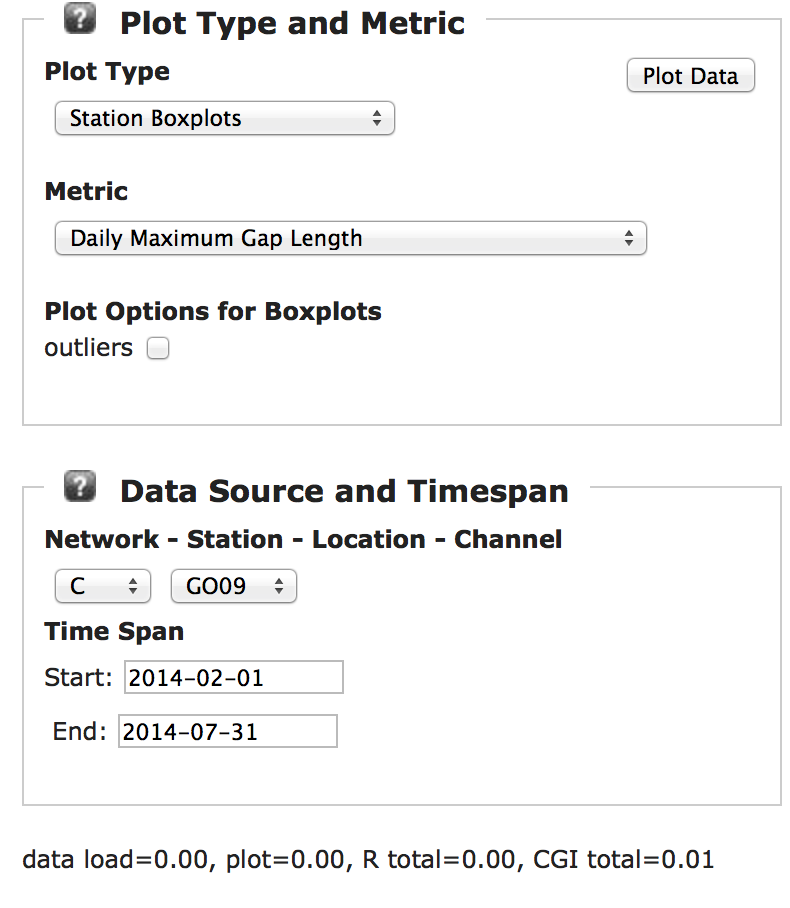 ? Plot Type and Metric
Plot Type
Plot Data
Station Boxplots
Metric
Daily Maximum Gap Length
Plot Options for Boxplots
outliers
? Data Source and Timespan
Network - Station - Location - Channel
C GO09
Time Span
Start: 2014-02-01
End: 2014-07-31
data load=0.00, plot=0.00, R total=0.00, CGI total=0.01